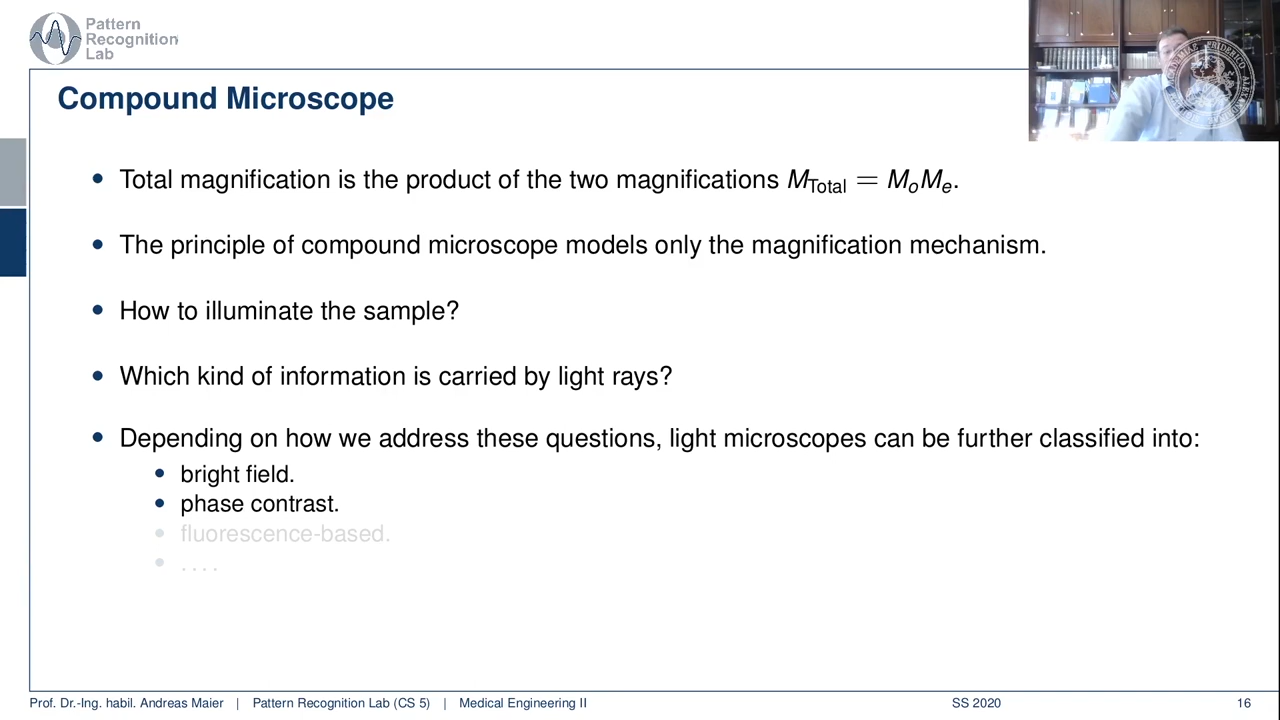 Pattern
Recognition
Lab
Compound Microscope
• Total magnification is the product of the two magnifications M_Total = M_o M_e.
• The principle of compound microscope models only the magnification mechanism.
• How to illuminate the sample?
• Which kind of information is carried by light rays?
• Depending on how we address these questions, light microscopes can be further classified into:
• bright field.
• phase contrast.
• fluorescence-based.
• ....
Prof. Dr.-Ing. habil. Andreas Maier | Pattern Recognition Lab (CS 5) | Medical Engineering II SS 2020 16